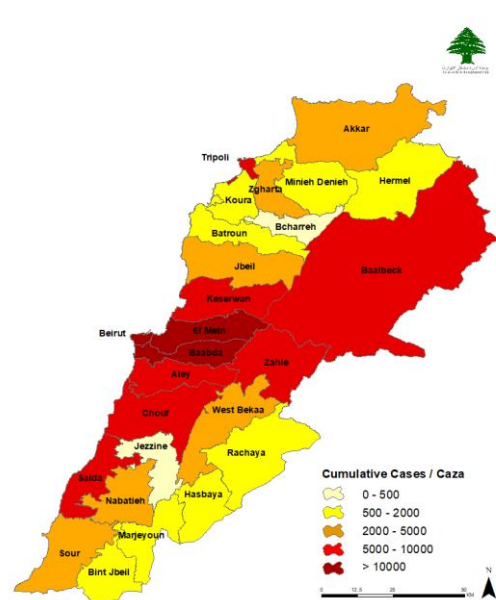 Akkar
Tripoli
Zgharta
Minieh Denieh
Hermel
Koura
Bcharreh
Batroun
Jbeil
Baalbeck
Keserwan
El Metn
Beirut
Baabda
Zahle
Aley
Chouf
West Bekaa
Jezzine
Rachaya
Saida
Nabatieh
Hasbaya
Marjeyoun
Sour
Bint Jbeil
Cumulative Cases / Caza
0 - 500
500 - 2000
2000 - 5000
5000 - 10000
> 10000
N